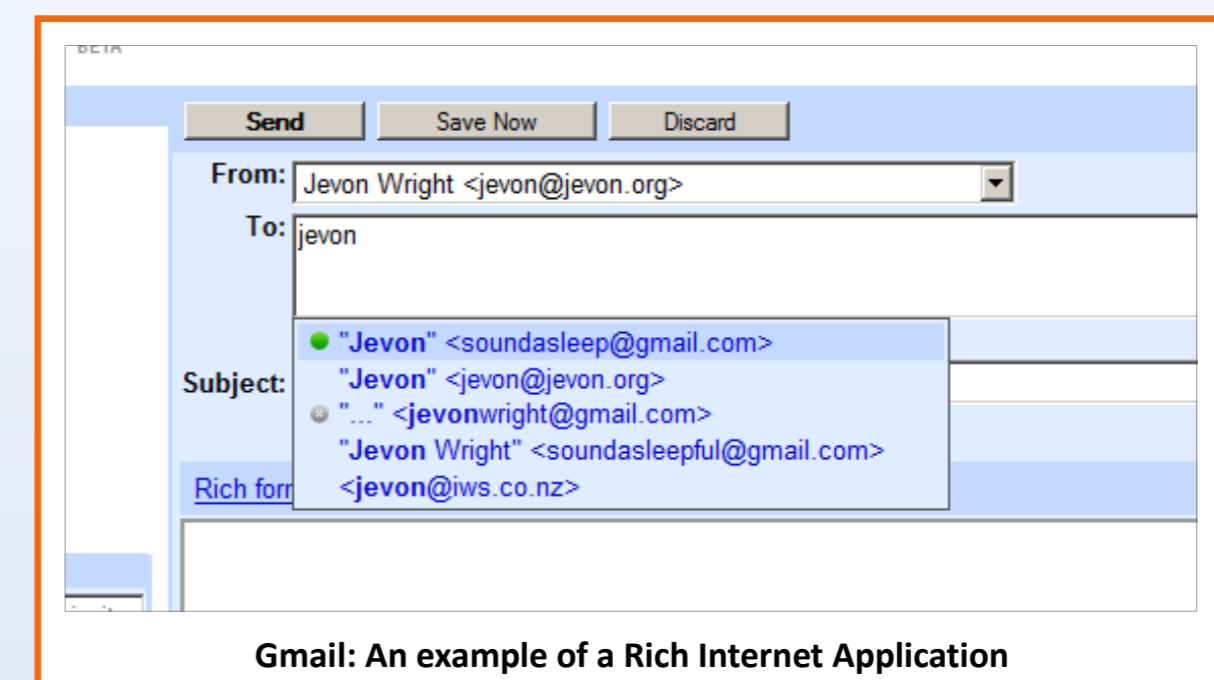 BETA
Send Save Now Discard
From: Jevon Wright <jevon@jevon.org>
To: jevon
"Jevon" <soundasleep@gmail.com>
Subject: "Jevon" <jevon@jevon.org>
"..." <jevonwright@gmail.com>
"Jevon Wright" <soundasleepful@gmail.com>
Rich forr <jevon@iws.co.nz>
Gmail: An example of a Rich Internet Application